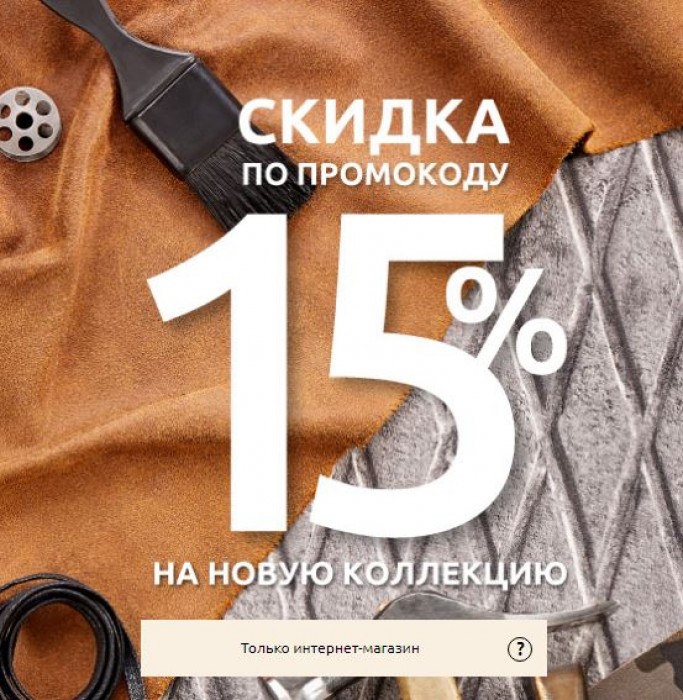 СКИДКА
ПО ПРОМОКОДУ
15%
НА НОВУЮ КОЛЛЕКЦИЮ
Только интернет-магазин ?